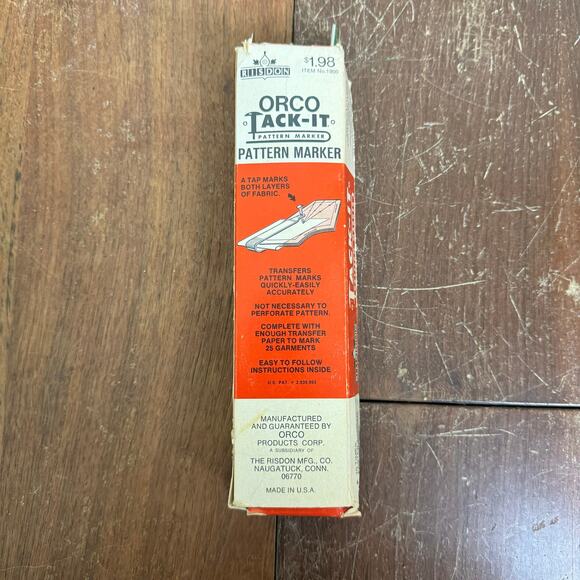 RISDON
$1.98
ITEM No. 1900
ORCO
TACK-IT
PATTERN MARKER
PATTERN MARKER
A TAP MARKS
BOTH LAYERS
OF FABRIC.
TRANSFERS
PATTERN MARKS
QUICKLY-EASILY
ACCURATELY
NOT NECESSARY TO
PERFORATE PATTERN.
COMPLETE WITH
ENOUGH TRANSFER
PAPER TO MARK
25 GARMENTS
EASY TO FOLLOW
INSTRUCTIONS INSIDE
U.S. PAT.
MANUFACTURED
AND GUARANTEED BY
ORCO
PRODUCTS CORP.
A SUBSIDIARY OF
THE RISDON MFG., CO.
NAUGATUCK, CONN.
06770
MADE IN U.S.A.